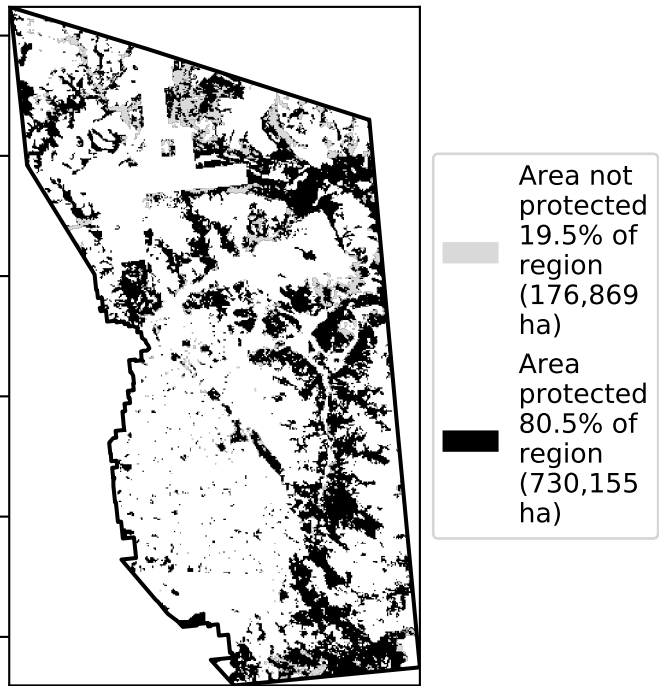 Area not
protected
19.5% of
region
(176,869
ha)
Area
protected
80.5% of
region
(730,155
ha)